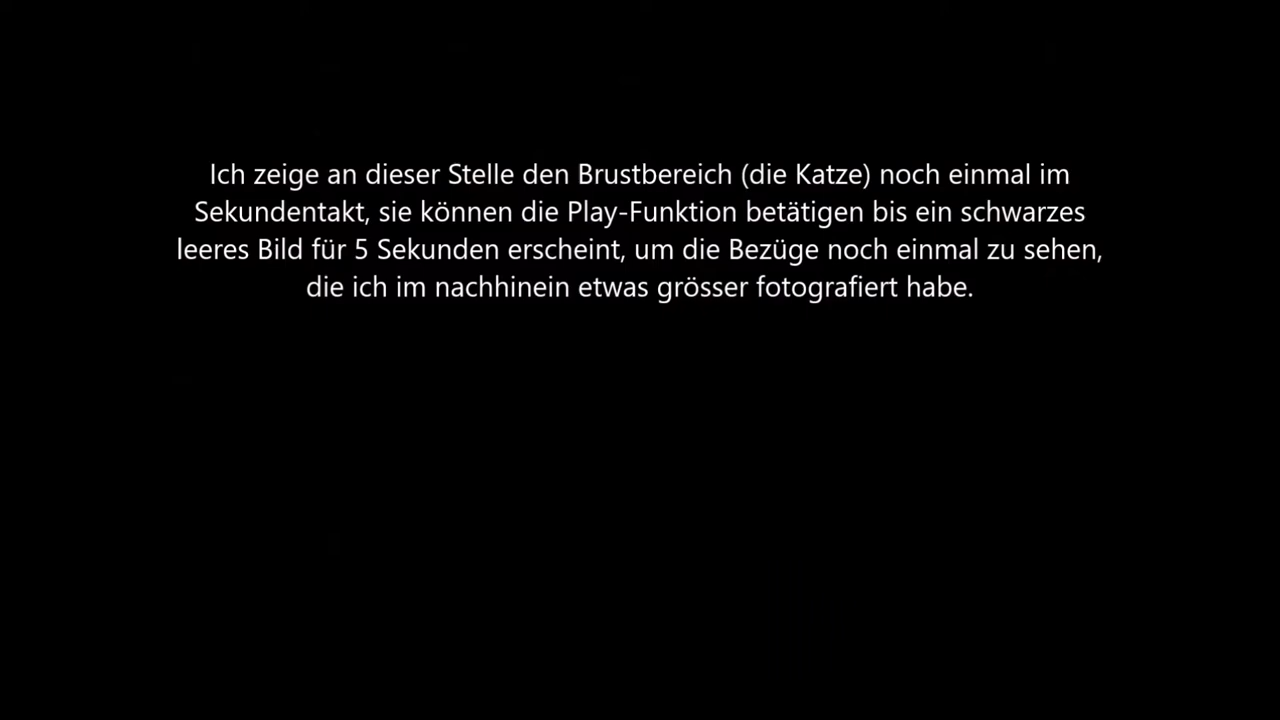 Ich zeige an dieser Stelle den Brustbereich (die Katze) noch einmal im
Sekundentakt, sie können die Play-Funktion betätigen bis ein schwarzes
leeres Bild für 5 Sekunden erscheint, um die Bezüge noch einmal zu sehen,
die ich im nachhinein etwas grösser fotografiert habe.